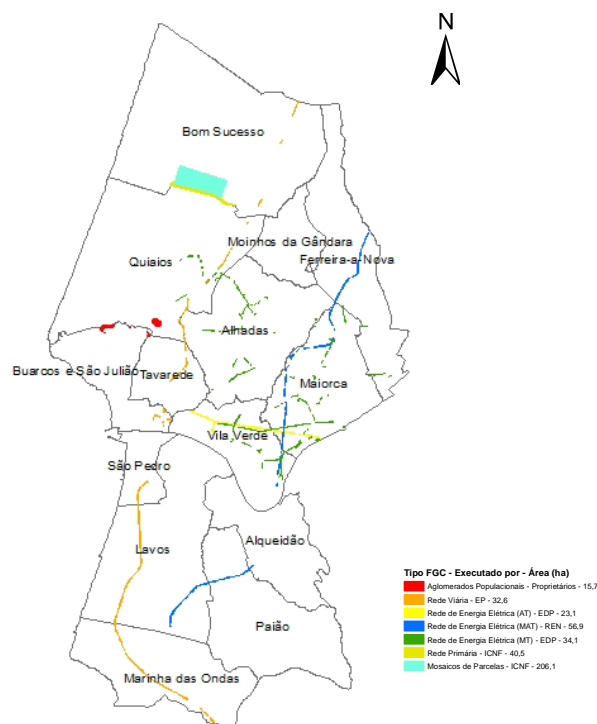 N
Bom Sucesso
Moinhos da Gândara
Quiaios
Ferreira-a-Nova
Alhadas
Buarcos e São Julião
Tavarede
Maiorca
Vila Verde
São Pedro
Alqueidão
Lavos
Paião
Marinha das Ondas
Tipo FGC - Executado por - Área (ha)
Aglomerados Populacionais - Proprietários - 15,7
Rede Viária - EP - 32,6
Rede de Energia Elétrica (AT) - EDP - 23,1
Rede de Energia Elétrica (MAT) - REN - 56,9
Rede de Energia Elétrica (MT) - EDP - 34,1
Rede Primária - ICNF - 40,5
Mosaicos de Parcelas - ICNF - 206,1